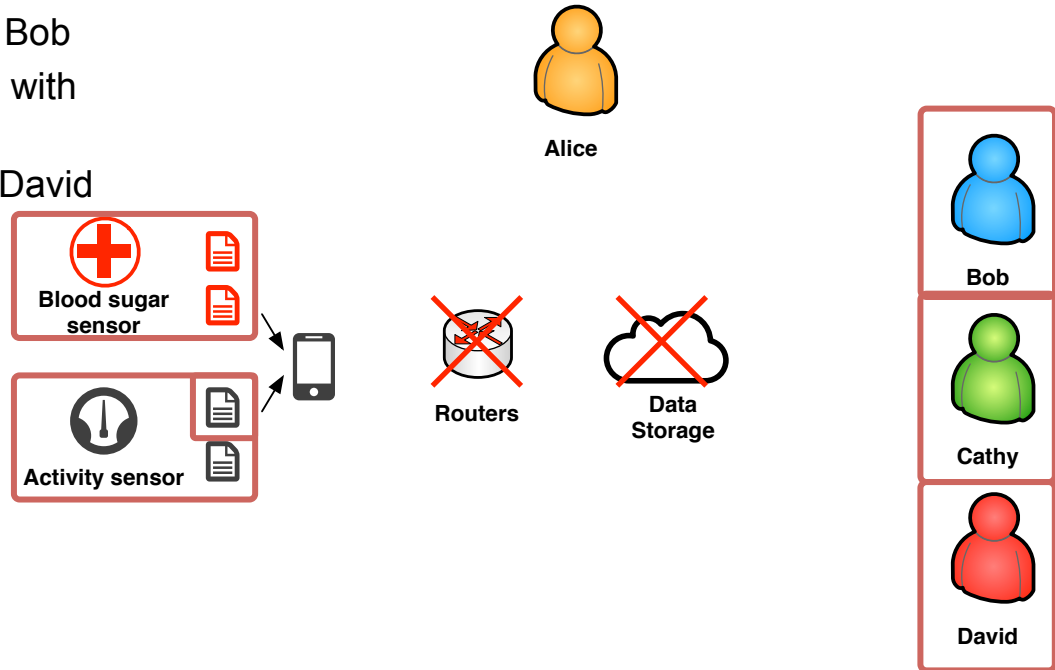 Bob
with
David
Alice
Blood sugar
sensor
Activity sensor
Routers
Data
Storage
Bob
Cathy
David